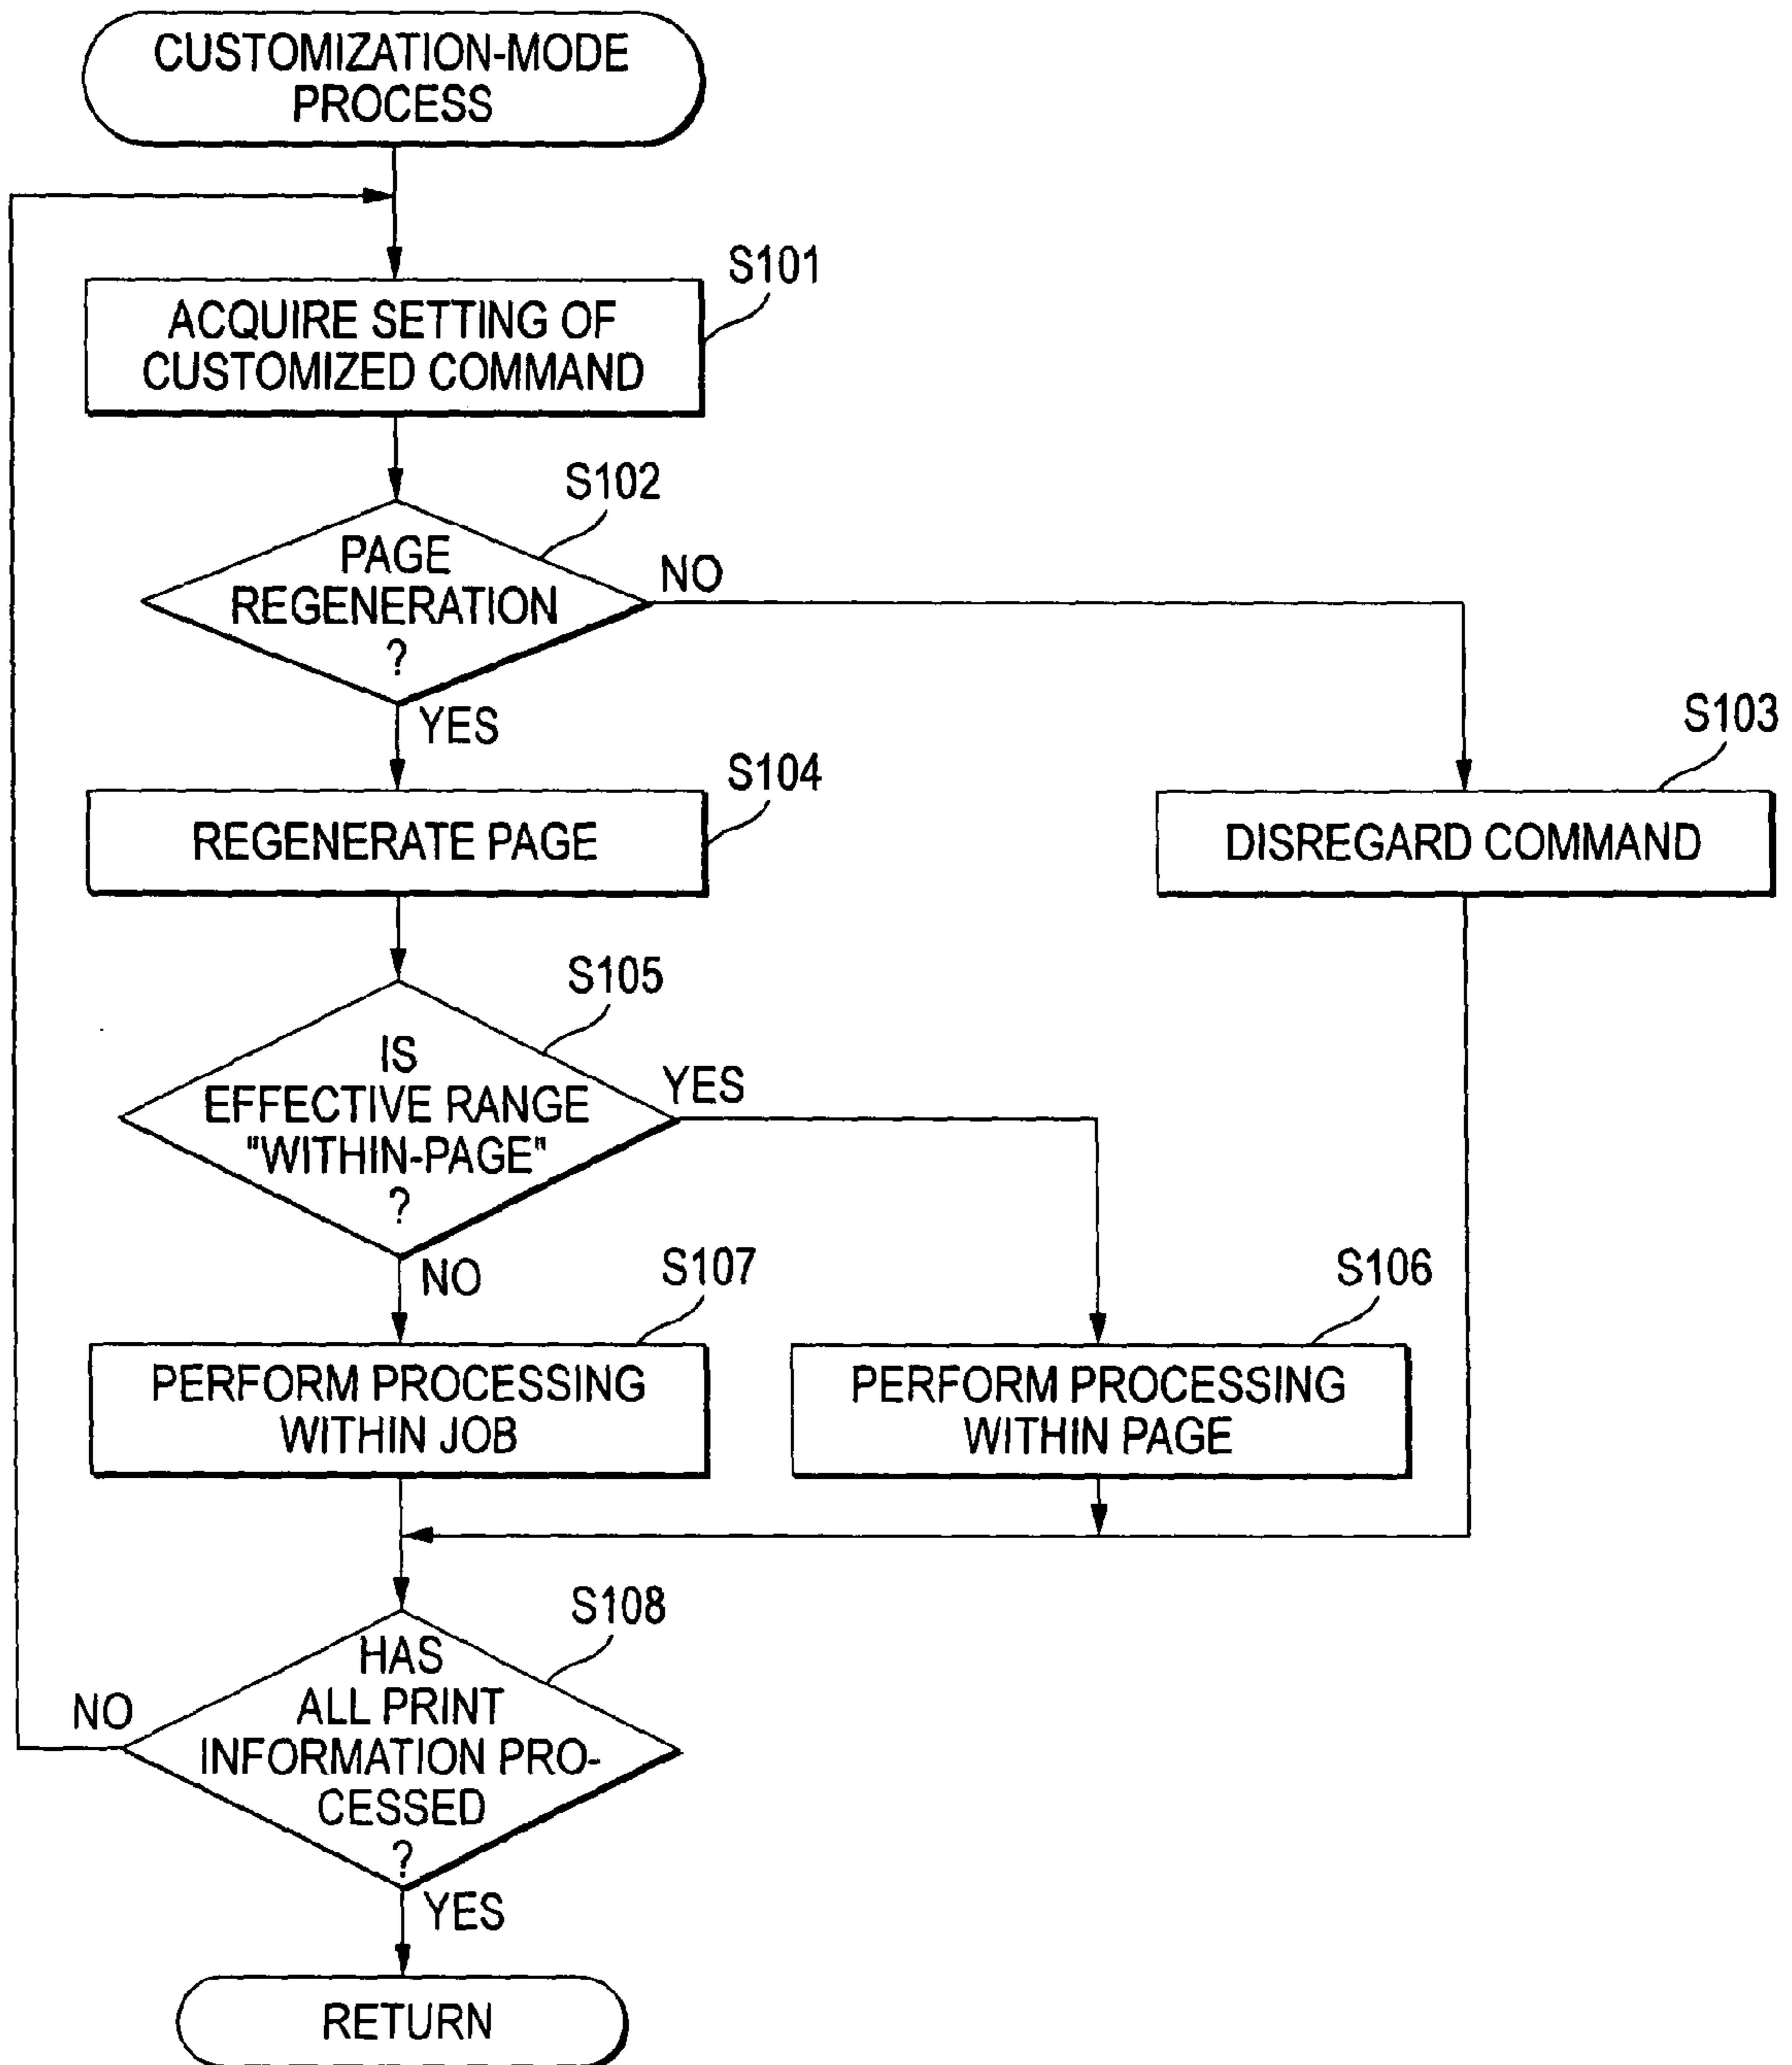 CUSTOMIZATION-MODE
PROCESS
S101
ACQUIRE SETTING OF
CUSTOMIZED COMMAND
S102
PAGE
REGENERATION
?
NO
YES
S103
S104
REGENERATE PAGE
DISREGARD COMMAND
S105
IS
EFFECTIVE RANGE
"WITHIN-PAGE"
?
YES
NO
S107
S106
PERFORM PROCESSING
WITHIN JOB
PERFORM PROCESSING
WITHIN PAGE
S108
HAS
ALL PRINT
INFORMATION PRO-
CESSED
?
NO
YES
RETURN